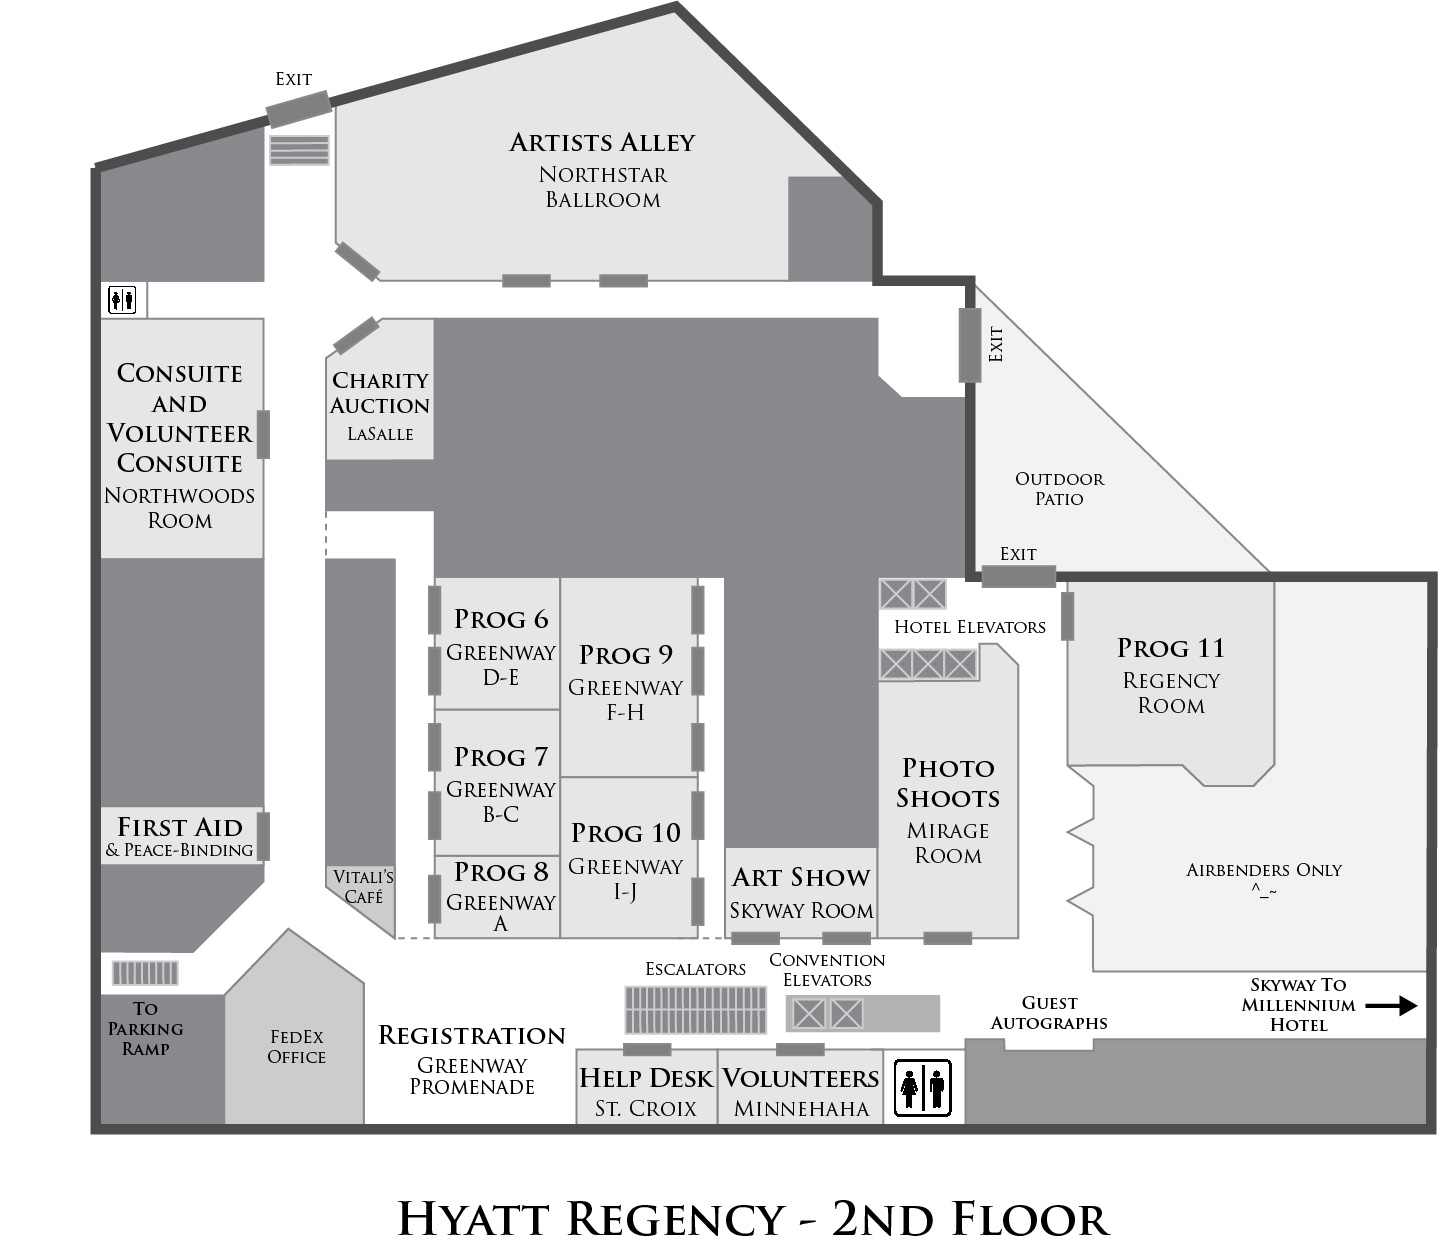 Exit
Artists Alley
Northstar
Ballroom
Exit
Consuite
and
Volunteer
Consuite
Northwoods
Room
Charity
Auction
LaSalle
Outdoor
Patio
Exit
Prog 6
Greenway
D-E
Prog 9
Greenway
F-H
Hotel Elevators
Prog 11
Regency
Room
Prog 7
Greenway
B-C
Photo
Shoots
Mirage
Room
First Aid
& Peace-Binding
Prog 10
Greenway
I-J
Vitali's
Café
Prog 8
Greenway
A
Art Show
Skyway Room
Airbenders Only
^_~
Escalators
Convention
Elevators
Skyway To
Millennium
Hotel
Guest
Autographs
To
Parking
Ramp
FedEx
Office
Registration
Greenway
Promenade
Help Desk
St. Croix
Volunteers
Minnehaha
Hyatt Regency - 2nd Floor